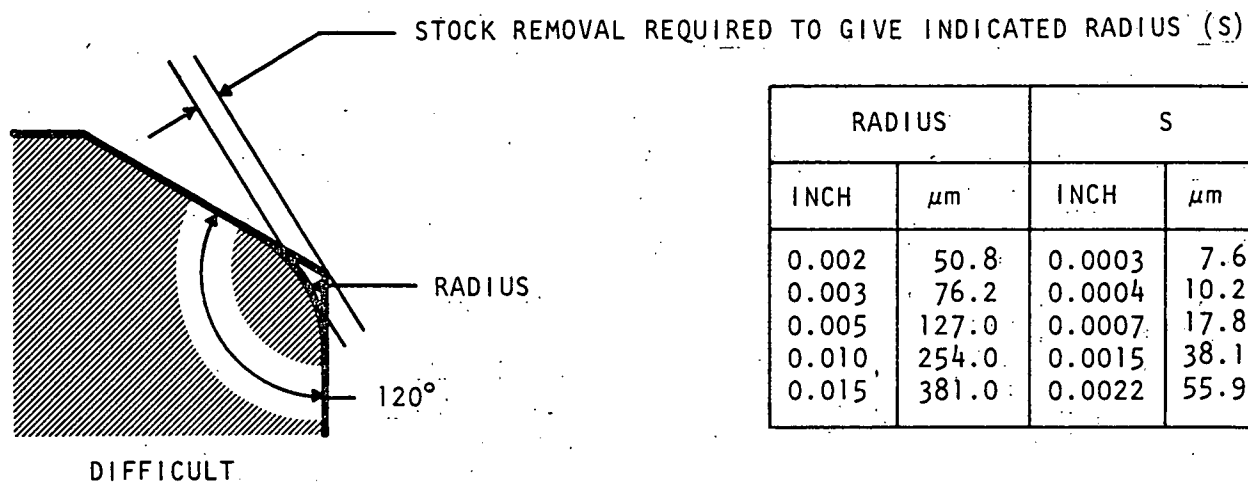 STOCK REMOVAL REQUIRED TO GIVE INDICATED RADIUS (S)
RADIUS S
INCH μm INCH μm
0.002 50.8 0.0003 7.6
0.003 76.2 0.0004 10.2
0.005 127.0 0.0007 17.8
0.010 254.0 0.0015 38.1
0.015 381.0 0.0022 55.9
RADIUS
120°
DIFFICULT